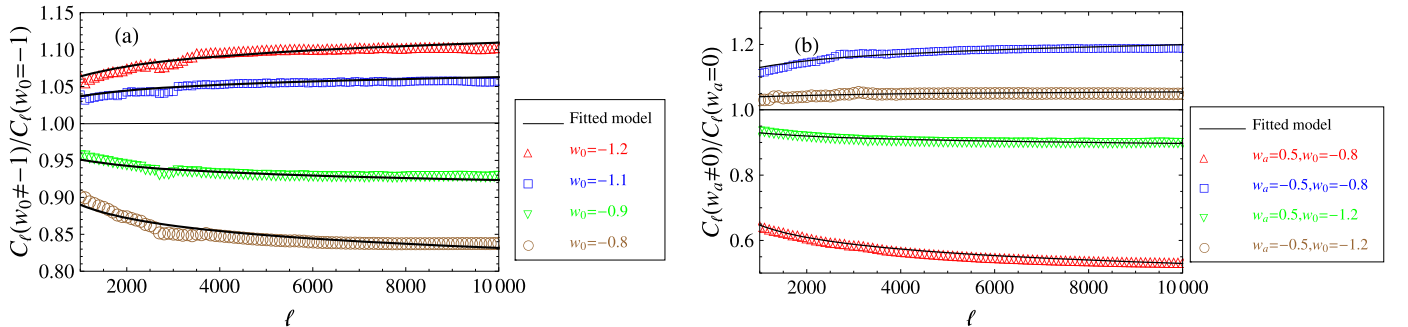 (a)
C_ℓ(w_0≠−1)/C_ℓ(w_0=−1)
1.15
1.10
1.05
1.00
0.95
0.90
0.85
0.80
2000
4000
6000
8000
10 000
ℓ
Fitted model
w_0=−1.2
w_0=−1.1
w_0=−0.9
w_0=−0.8
(b)
C_ℓ(w_a≠0)/C_ℓ(w_a=0)
1.2
1.0
0.8
0.6
2000
4000
6000
8000
10 000
ℓ
Fitted model
w_a=0.5,w_0=−0.8
w_a=−0.5,w_0=−0.8
w_a=0.5,w_0=−1.2
w_a=−0.5,w_0=−1.2